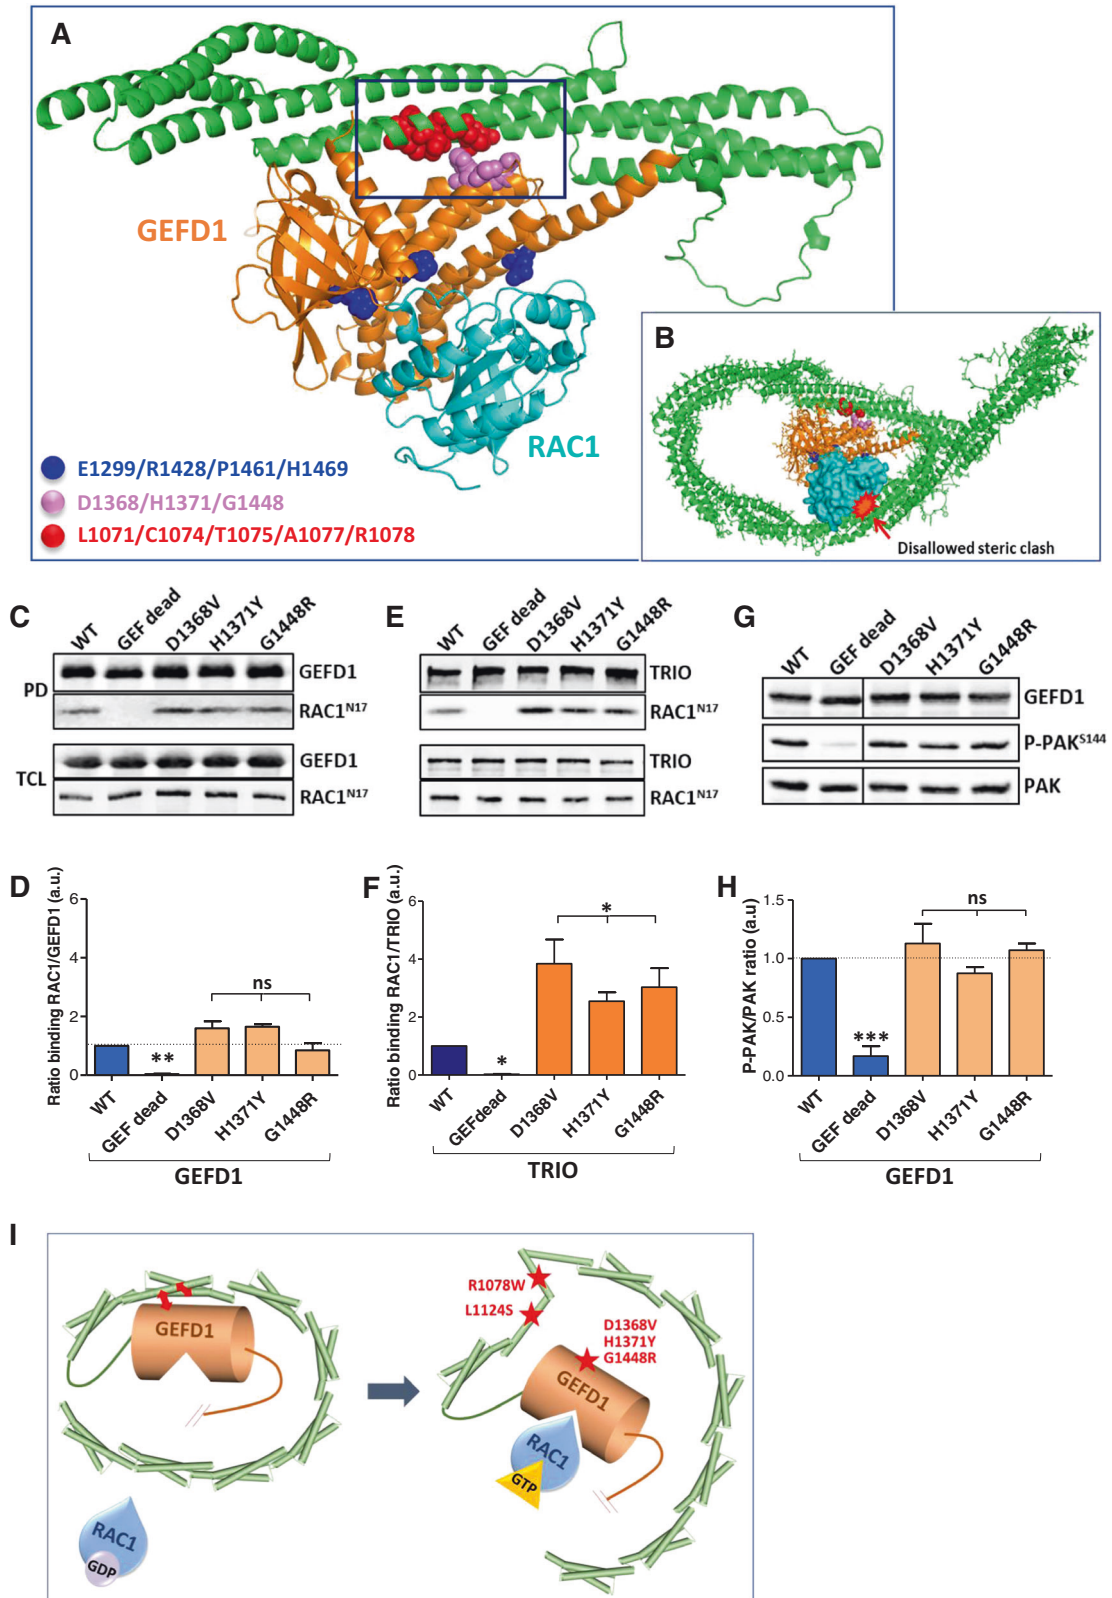 A
GEFD1
RAC1
E1299/R1428/P1461/H1469
D1368/H1371/G1448
L1071/C1074/T1075/A1077/R1078
B
Disallowed steric clash
C
WT
GEF dead
D1368V
H1371Y
G1448R
PD
GEFD1
RAC1N17
TCL
GEFD1
RAC1N17
E
WT
GEF dead
D1368V
H1371Y
G1448R
TRIO
RAC1N17
TRIO
RAC1N17
G
WT
GEF dead
D1368V
H1371Y
G1448R
GEFD1
P-PAKS144
PAK
D
Ratio binding RAC1/GEFD1 (a.u.)
6
4
2
0
**
ns
WT
GEF dead
D1368V
H1371Y
G1448R
GEFD1
F
Ratio binding RAC1/TRIO (a.u.)
6
4
2
0
*
*
WT
GEFdead
D1368V
H1371Y
G1448R
TRIO
H
P-PAK/PAK ratio (a.u)
1.5
1.0
0.5
0.0
***
ns
WT
GEF dead
D1368V
H1371Y
G1448R
GEFD1
I
GEFD1
RAC1
GDP
R1078W
L1124S
D1368V
H1371Y
G1448R
GEFD1
RAC1
GTP